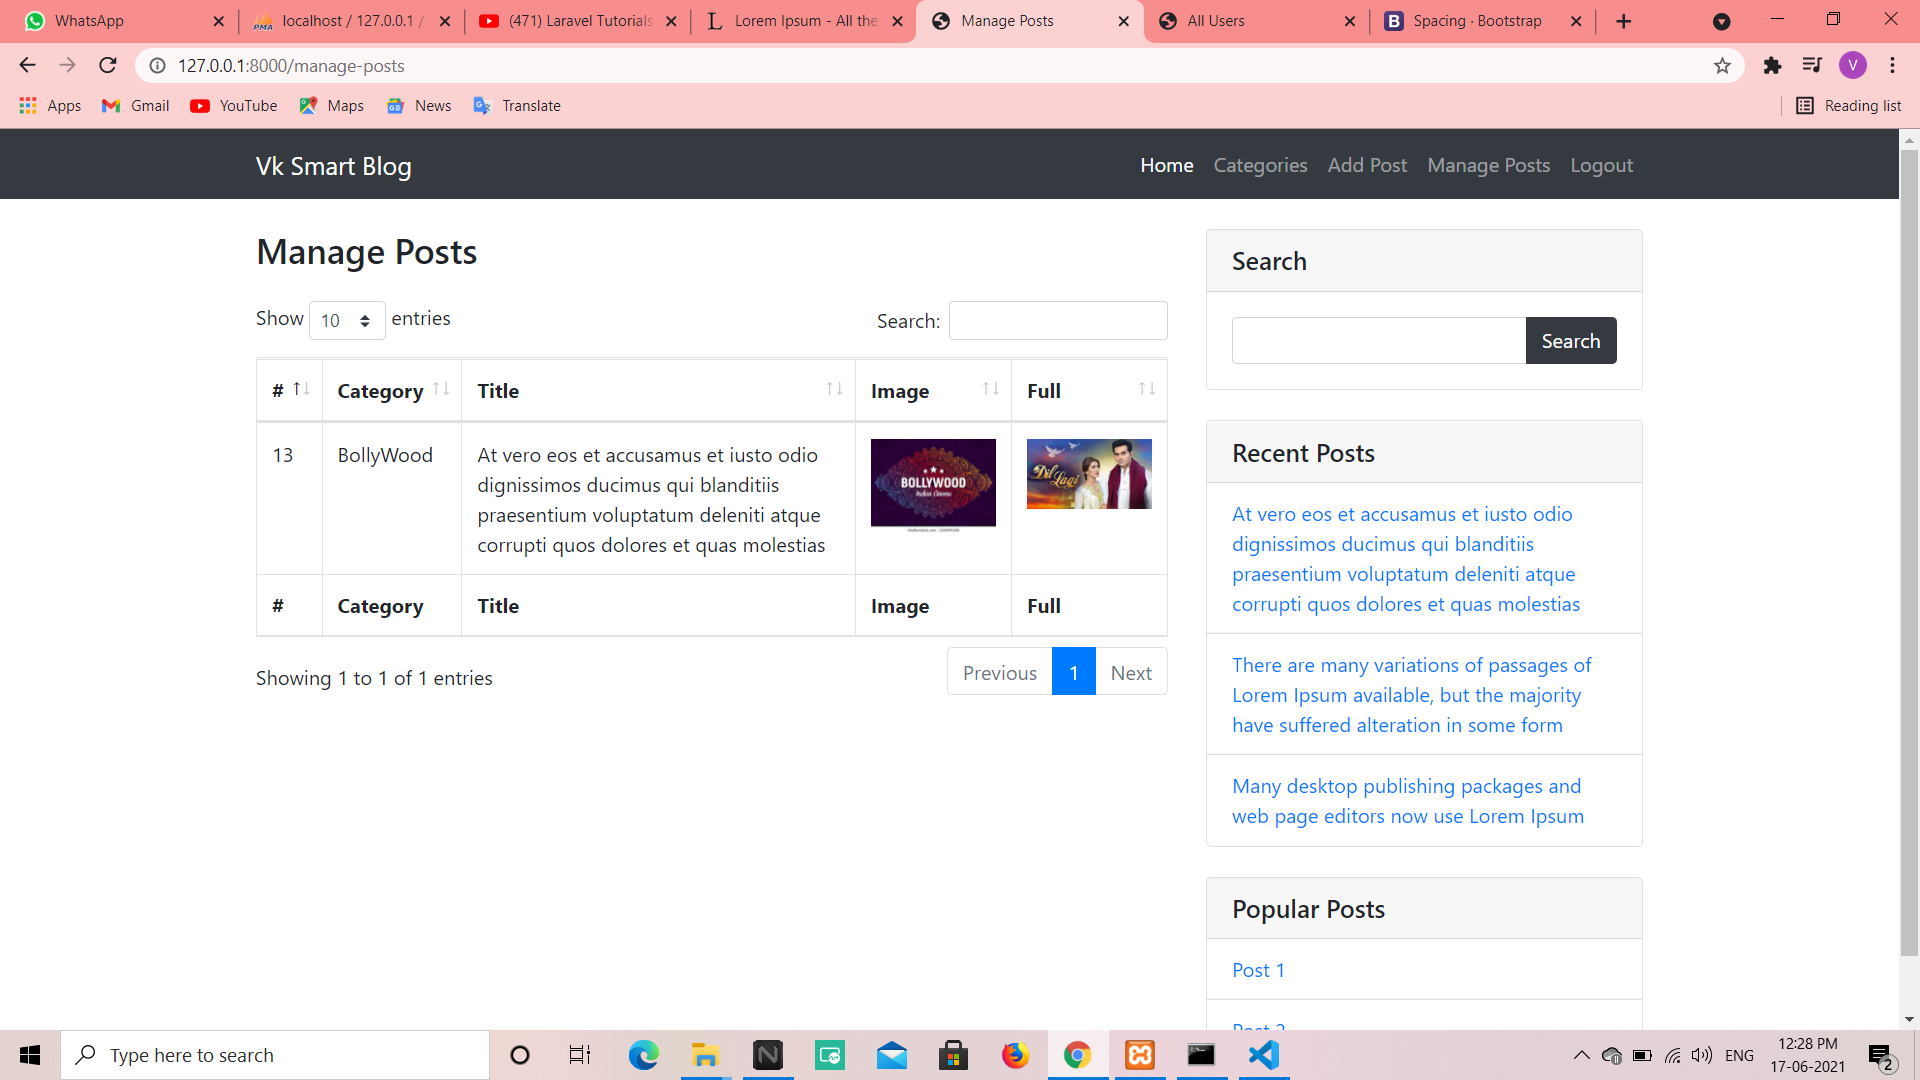 WhatsApp
localhost / 127.0.0.1 /
(471) Laravel Tutorials
Lorem Ipsum - All the
Manage Posts
All Users
Spacing · Bootstrap
127.0.0.1:8000/manage-posts
V
Apps
Gmail
YouTube
Maps
News
Translate
Reading list
Vk Smart Blog
Home
Categories
Add Post
Manage Posts
Logout
Manage Posts
Show 10 entries
Search:
# Category Title Image Full
13
BollyWood
At vero eos et accusamus et iusto odio
dignissimos ducimus qui blanditiis
praesentium voluptatum deleniti atque
corrupti quos dolores et quas molestias
BOLLYWOOD
Indian Cinema
Dil Lagi
# Category Title Image Full
Showing 1 to 1 of 1 entries
Previous 1 Next
Search
Search
Recent Posts
At vero eos et accusamus et iusto odio
dignissimos ducimus qui blanditiis
praesentium voluptatum deleniti atque
corrupti quos dolores et quas molestias
There are many variations of passages of
Lorem Ipsum available, but the majority
have suffered alteration in some form
Many desktop publishing packages and
web page editors now use Lorem Ipsum
Popular Posts
Post 1
Post 2
Type here to search
ENG
12:28 PM
17-06-2021
2